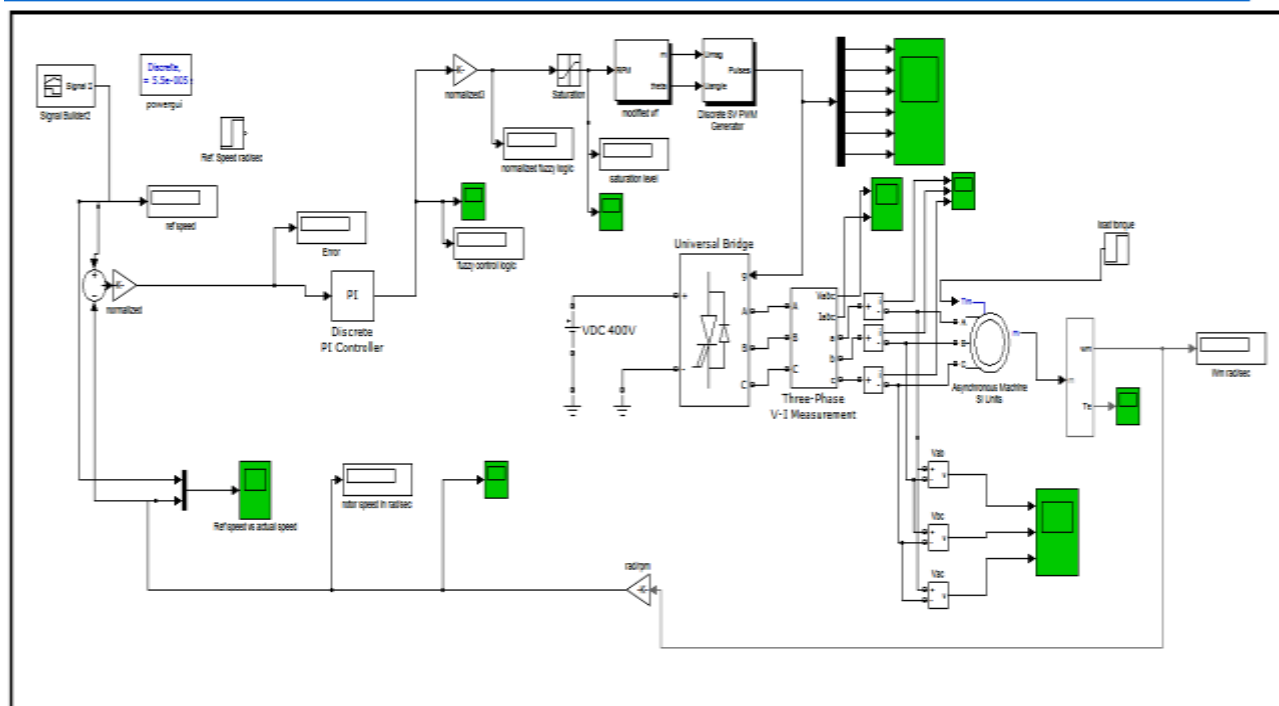 Signal 2
Signal Builder2
Discrete,
= 5.5e-005
powergui
Ref. Speed rad/sec
ref speed
normalized
Error
PI
Discrete
PI Controller
normalized3
normalized fuzzy logic
fuzzy control logic
Saturation
saturation level
RPM
m
theta
modified v/f
Umag
Uangle
Pulses
Discrete SV PWM
Generator
Universal Bridge
g
+
A
B
-
C
VDC 400V
A
B
C
Vabc
Iabc
a
b
c
Three-Phase
V-I Measurement
+
i
-
+
i
-
+
i
-
load torque
Tm
A
B
C
m
Asynchronous Machine
SI Units
m
wm
Te
Wm rad/sec
Vab
+
-
v
Vbc
+
-
v
Vac
+
-
v
Ref speed vs actual speed
rotor speed in rad/sec
rad/rpm
-K-